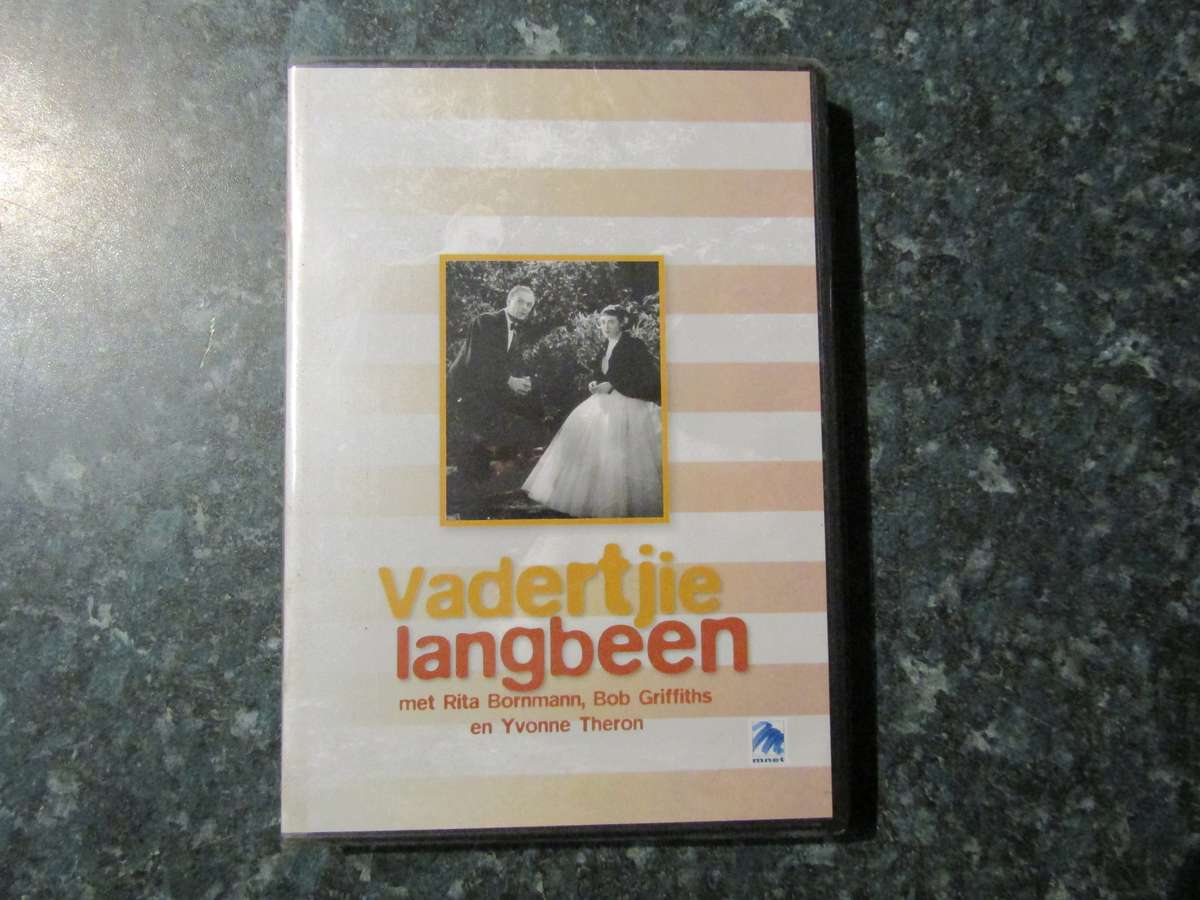 Vadertjie
langbeen
met Rita Bornmann, Bob Griffiths
en Yvonne Theron
mnet